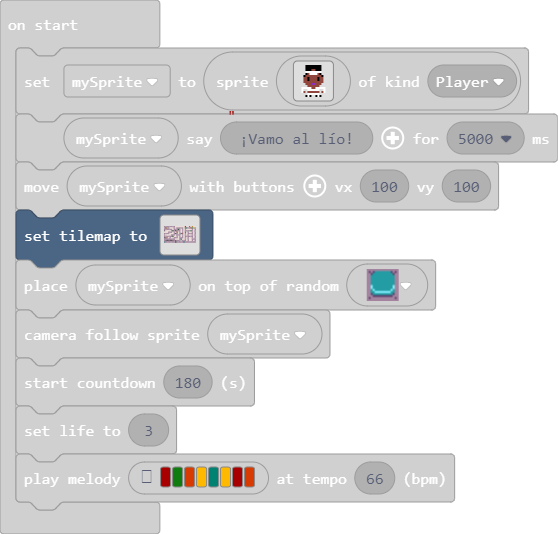 on start
set mySprite to sprite of kind Player
mySprite say ¡Vamo al lío! for 5000 ms
move mySprite with buttons vx 100 vy 100
set tilemap to
place mySprite on top of random
camera follow sprite mySprite
start countdown 180 (s)
set life to 3
play melody at tempo 66 (bpm)